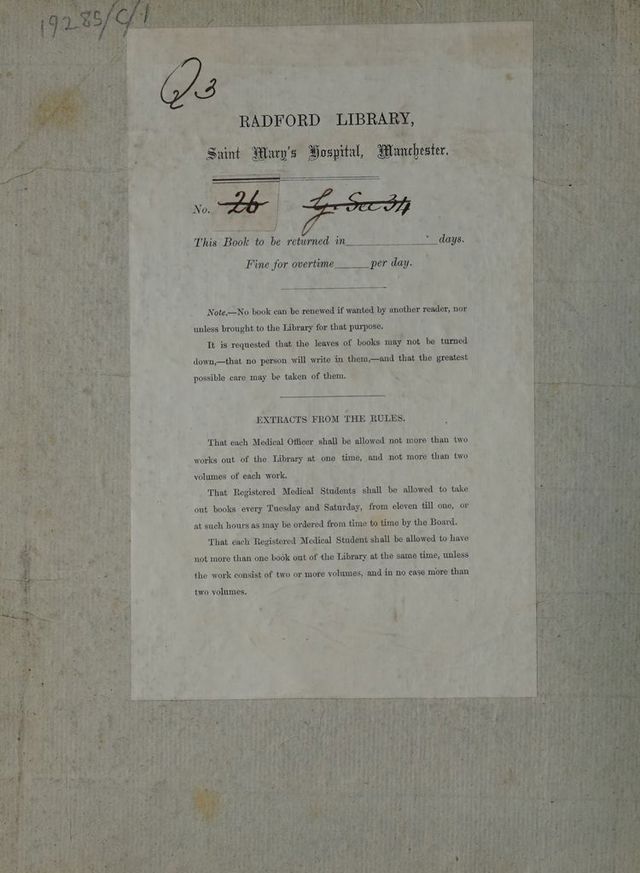 19285/C/1
Q3
RADFORD LIBRARY,
Saint Mary's Hospital, Manchester.
No. 26 G. Sec 34
This Book to be returned in days.
Fine for overtime per day.
Note.—No book can be renewed if wanted by another reader, nor
unless brought to the Library for that purpose.
It is requested that the leaves of books may not be turned
down,—that no person will write in them,—and that the greatest
possible care may be taken of them.
EXTRACTS FROM THE RULES.
That each Medical Officer shall be allowed not more than two
works out of the Library at one time, and not more than two
volumes of each work.
That Registered Medical Students shall be allowed to take
out books every Tuesday and Saturday, from eleven till one, or
at such hours as may be ordered from time to time by the Board.
That each Registered Medical Student shall be allowed to have
not more than one book out of the Library at the same time, unless
the work consist of two or more volumes, and in no case more than
two volumes.